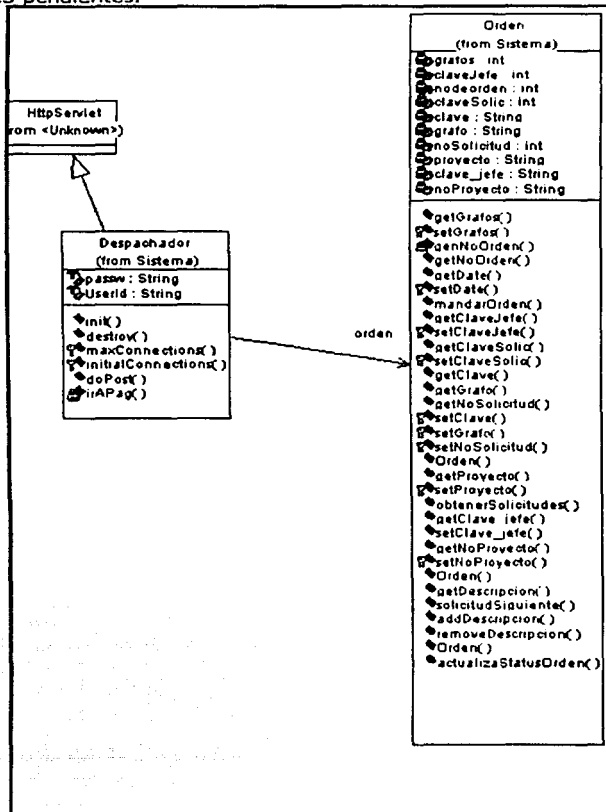 pendientes.
HttpServlet
rom <Unknown>)
Despachador
(from Sistema)
passw : String
UserId : String
init( )
destroy( )
maxConnections( )
initialConnections( )
doPost( )
irAPag( )
orden
Orden
(from Sistema)
grafos : int
claveJefe : int
nodeorden : int
claveSolic : int
clave : String
grafo : String
noSolicitud : int
proyecto : String
clave_jefe : String
noProyecto : String
getGrafos( )
setGrafos( )
genNoOrden( )
getNoOrden( )
getDate( )
setDate( )
mandarOrden( )
getClaveJefe( )
setClaveJefe( )
getClaveSolic( )
setClaveSolic( )
getClave( )
getGrafo( )
getNoSolicitud( )
setClave( )
setGrafo( )
setNoSolicitud( )
Orden( )
getProyecto( )
setProyecto( )
obtenerSolicitudes( )
getClave_jefe( )
setClave_jefe( )
getNoProyecto( )
setNoProyecto( )
Orden( )
getDescripcion( )
solicitudSiguiente( )
addDescripcion( )
removeDescripcion( )
Orden( )
actualizaStatusOrden( )